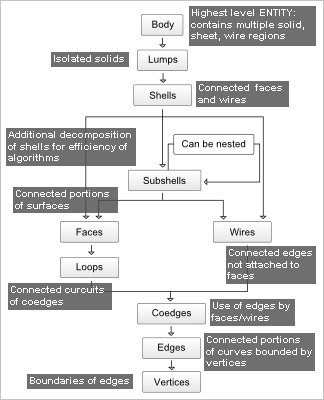 Body
Highest level ENTITY:
contains multiple solid,
sheet, wire regions
Isolated solids
Lumps
Shells
Connected faces
and wires
Additional decomposition
of shells for efficiency of
algorithms
Can be nested
Subshells
Connected portions
of surfaces
Faces
Wires
Connected edges
not attached to
faces
Loops
Connected curcuits
of coedges
Coedges
Use of edges by
faces/wires
Edges
Connected portions
of curves bounded by
vertices
Boundaries of edges
Vertices